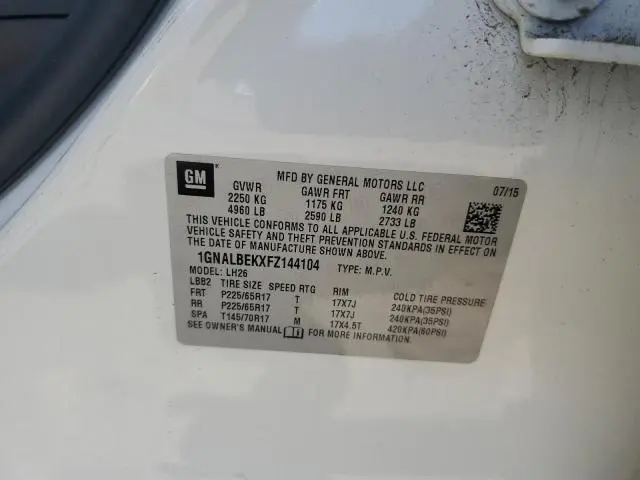 GM
MFD BY GENERAL MOTORS LLC 07/15
GVWR GAWR FRT GAWR RR
2250 KG 1175 KG 1240 KG
4960 LB 2590 LB 2733 LB
THIS VEHICLE CONFORMS TO ALL APPLICABLE U.S. FEDERAL MOTOR
VEHICLE SAFETY AND THEFT PREVENTION STANDARDS IN EFFECT ON
THE DATE OF MANUFACTURE SHOWN ABOVE.
1GNALBEKXFZ144104 TYPE: M.P.V.
MODEL: LH26
LBB2 TIRE SIZE SPEED RTG RIM COLD TIRE PRESSURE
FRT P225/65R17 T 17X7J 240KPA(35PSI)
RR P225/65R17 T 17X7J 240KPA(35PSI)
SPA T145/70R17 M 17X4.5T 420KPA(60PSI)
SEE OWNER'S MANUAL FOR MORE INFORMATION.